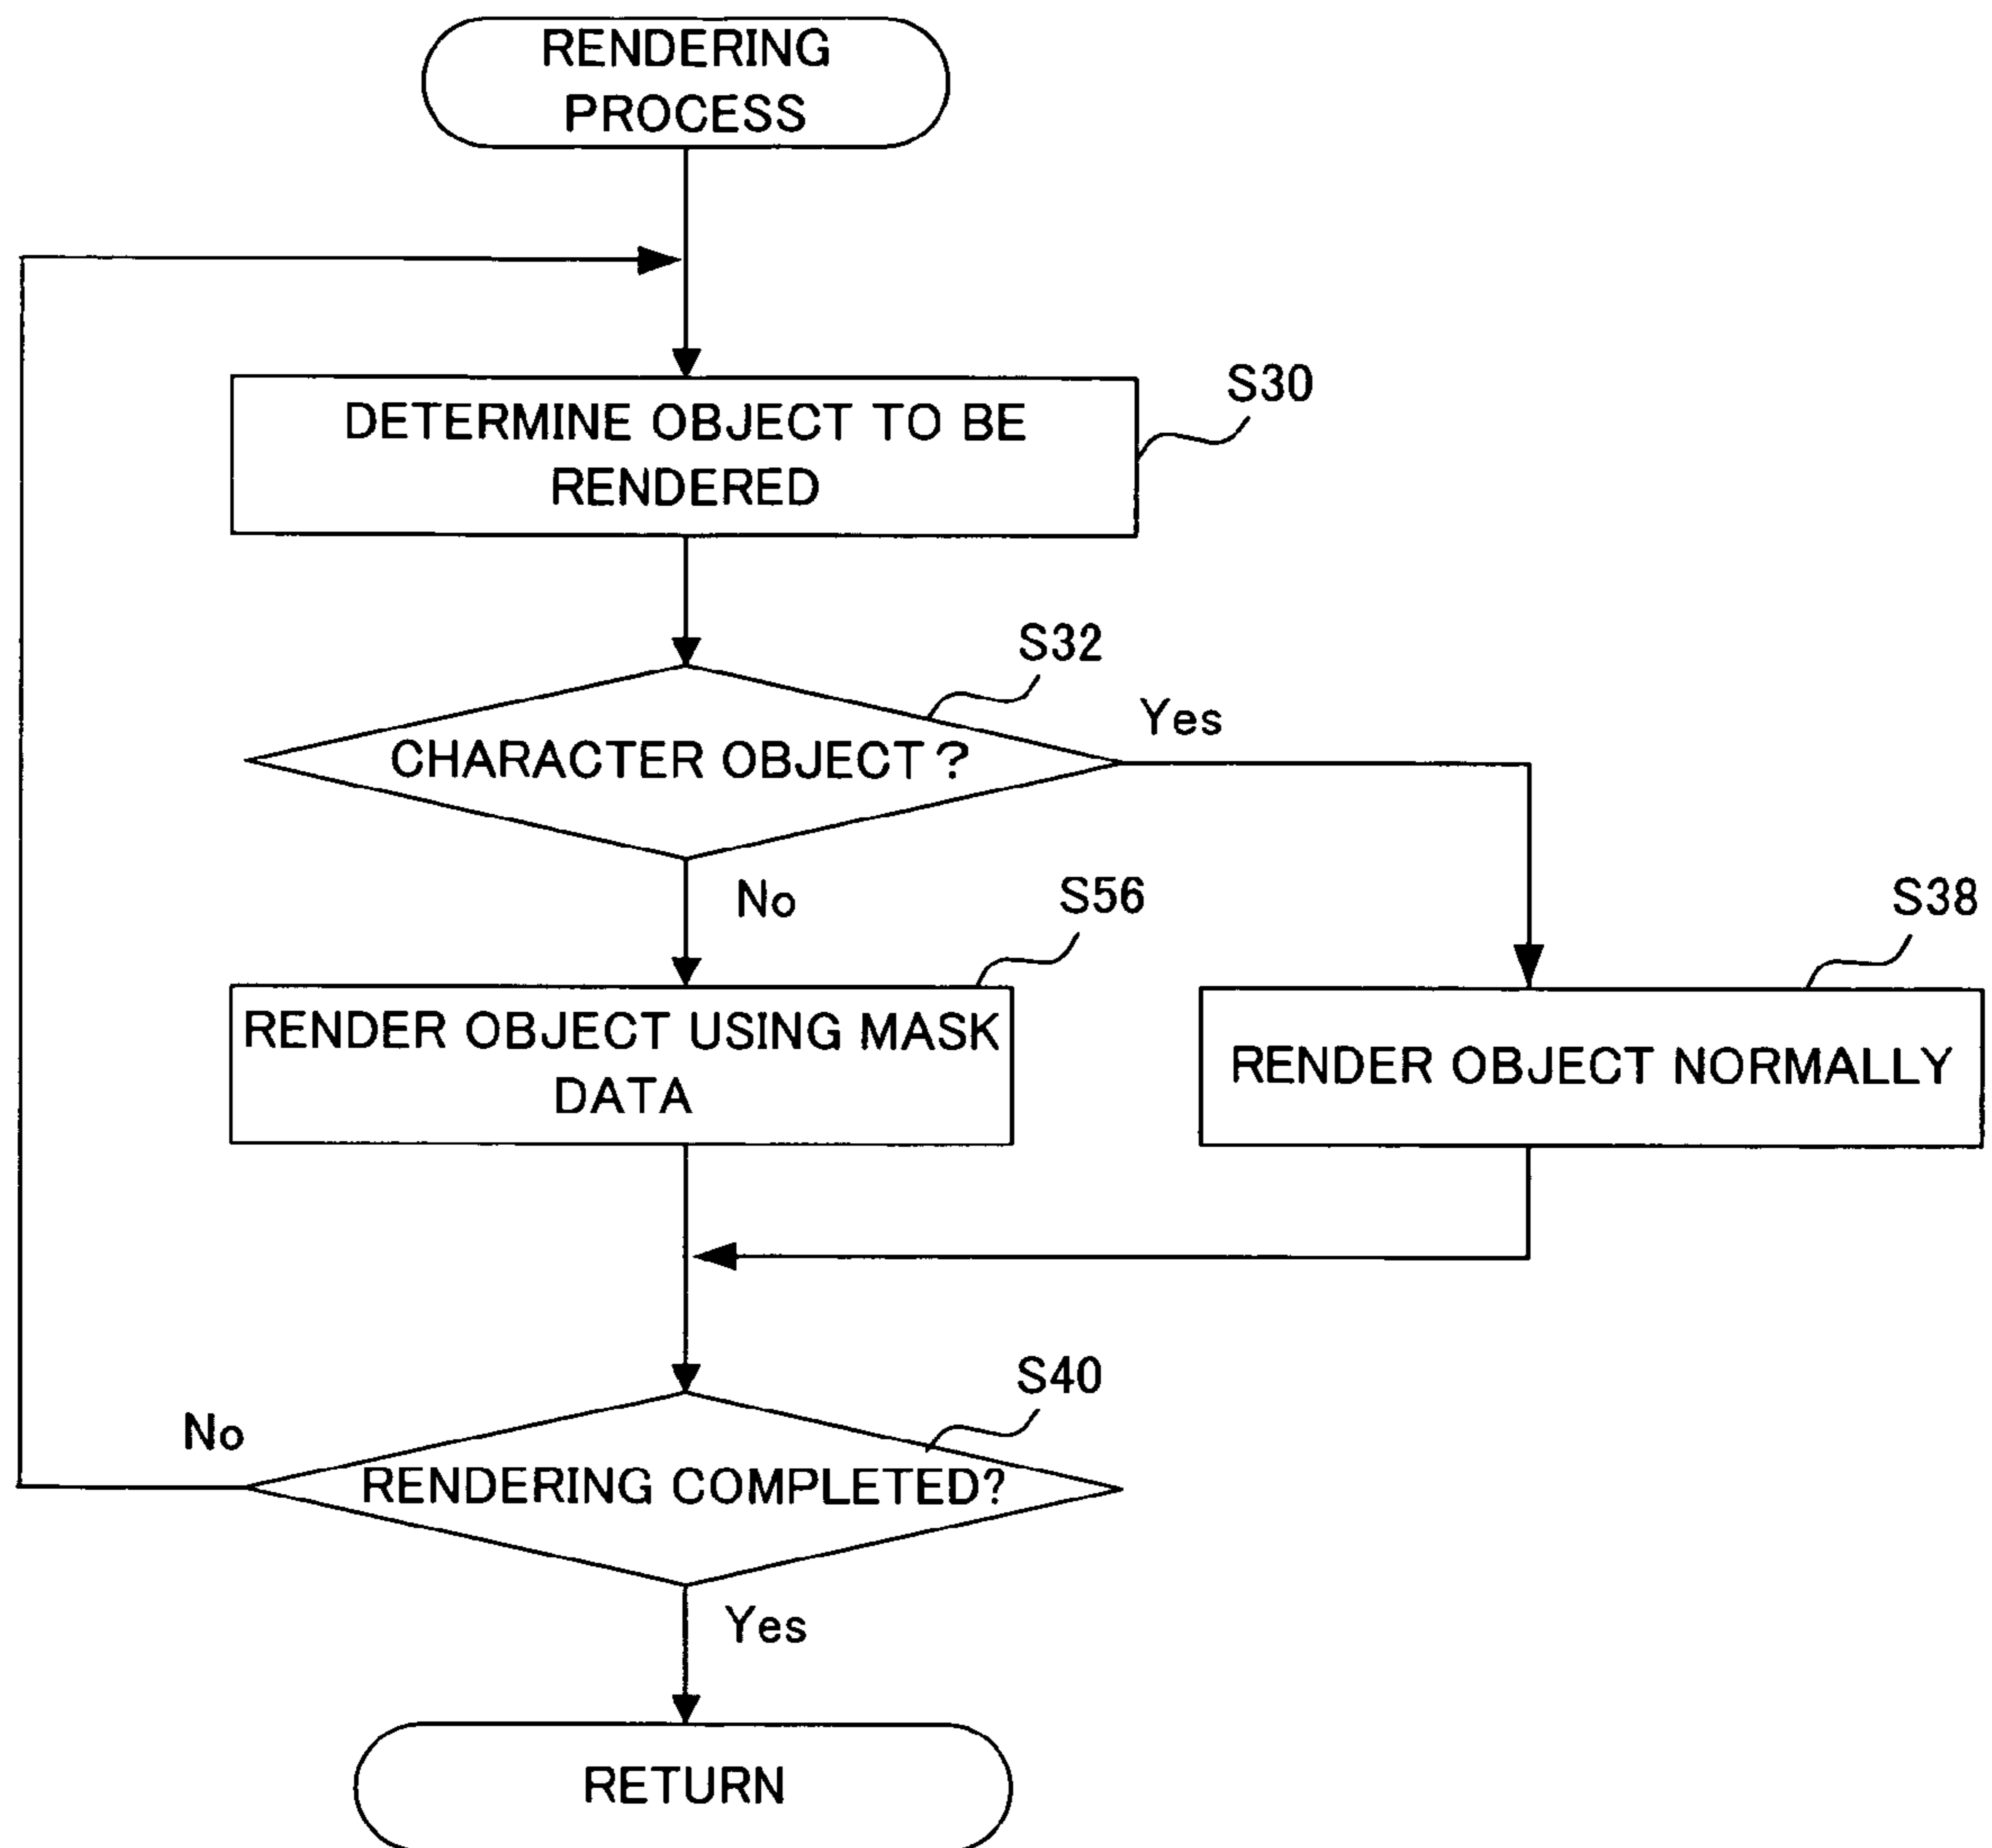 RENDERING
PROCESS
S30
DETERMINE OBJECT TO BE
RENDERED
S32
Yes
CHARACTER OBJECT?
No
S56
S38
RENDER OBJECT USING MASK
DATA
RENDER OBJECT NORMALLY
S40
No
RENDERING COMPLETED?
Yes
RETURN